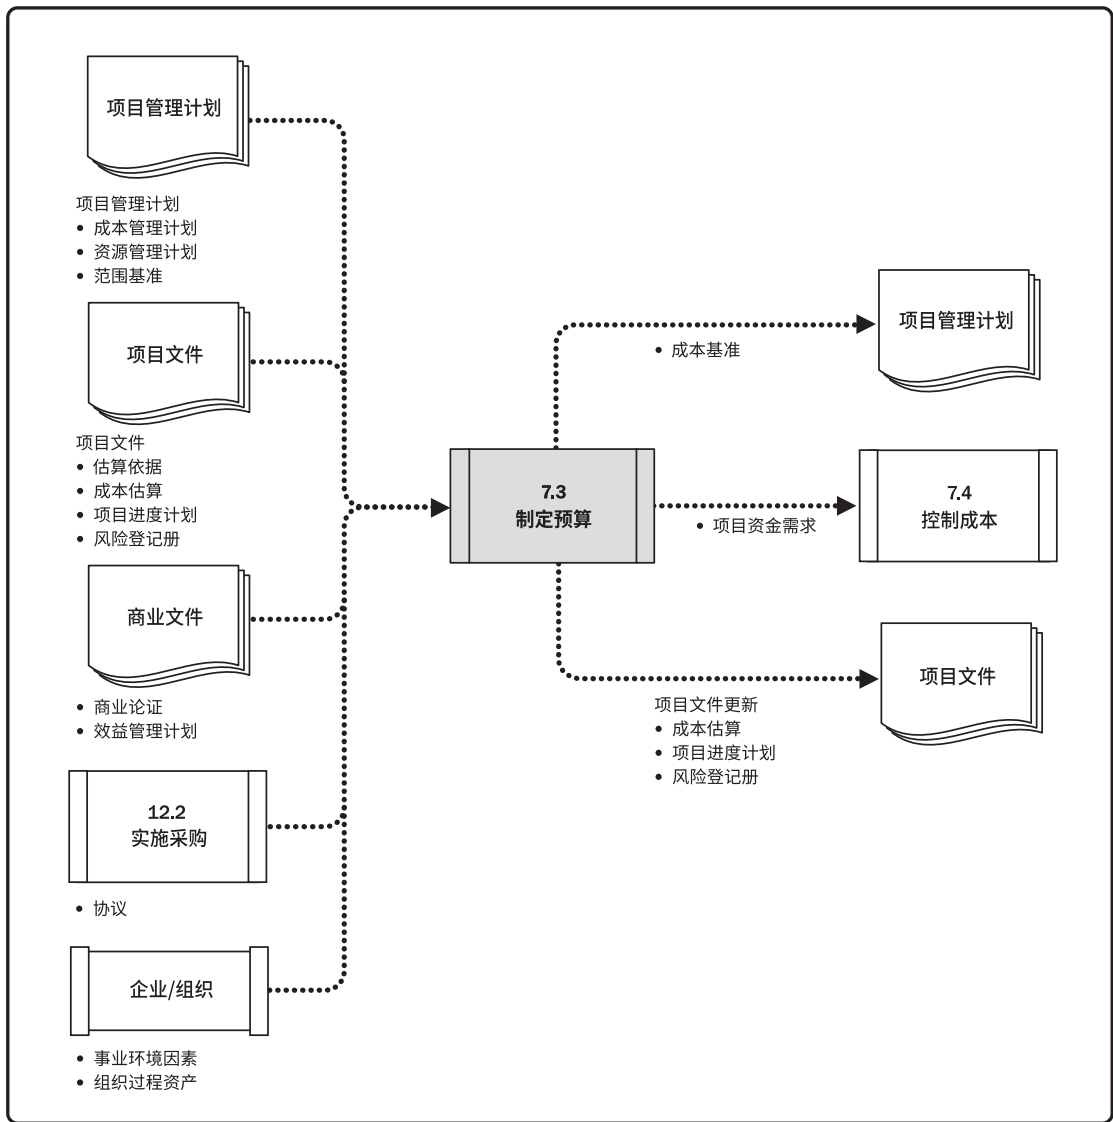 项目管理计划
项目管理计划
• 成本管理计划
• 资源管理计划
• 范围基准
项目文件
项目文件
• 估算依据
• 成本估算
• 项目进度计划
• 风险登记册
商业文件
• 商业论证
• 效益管理计划
12.2
实施采购
• 协议
企业/组织
• 事业环境因素
• 组织过程资产
7.3
制定预算
• 成本基准
项目管理计划
• 项目资金需求
7.4
控制成本
项目文件更新
• 成本估算
• 项目进度计划
• 风险登记册
项目文件